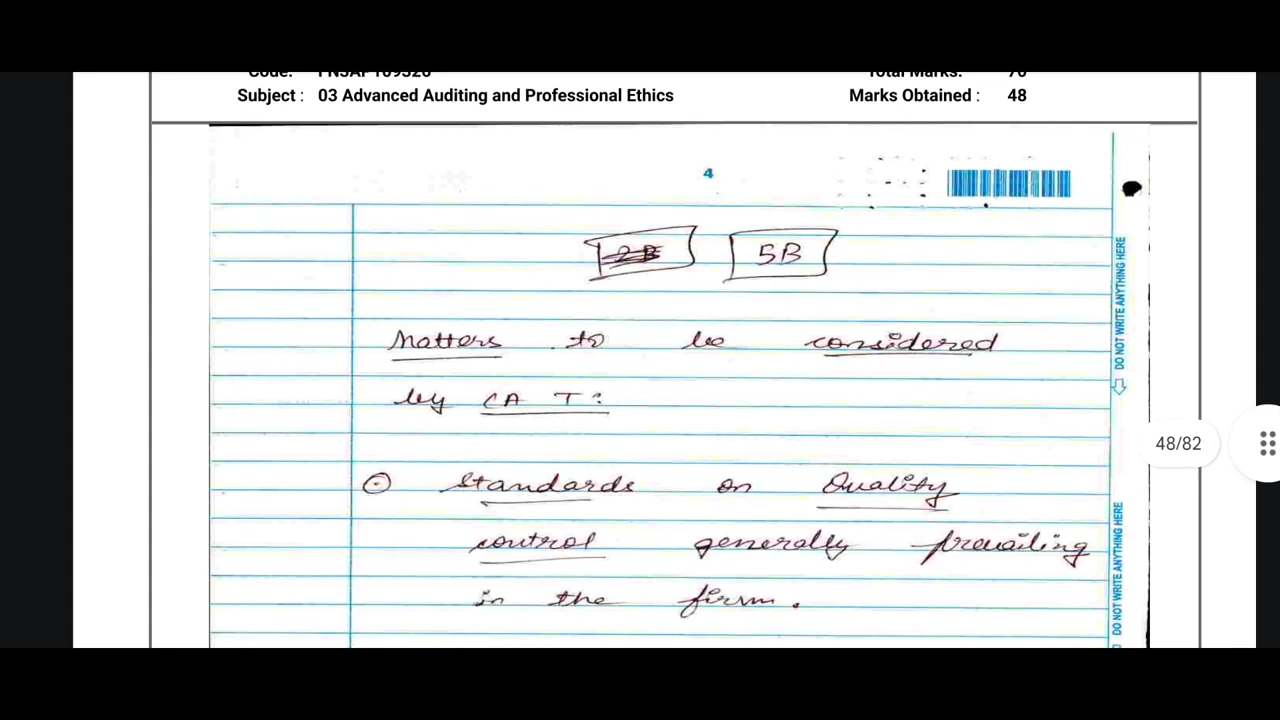 Subject : 03 Advanced Auditing and Professional Ethics
Marks Obtained : 48
4
2B 5B
Matters to be considered
by CA T:
Standards on Quality
control generally prevailing
in the firm.
48/82
DO NOT WRITE ANYTHING HERE
DO NOT WRITE ANYTHING HERE